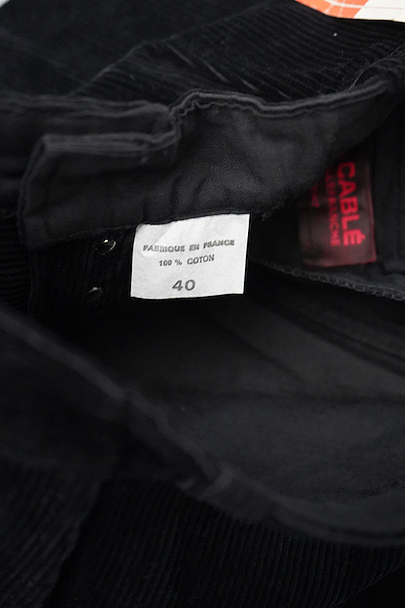 FABRIQUE EN FRANCE
100 % COTON
40
CABLÉ